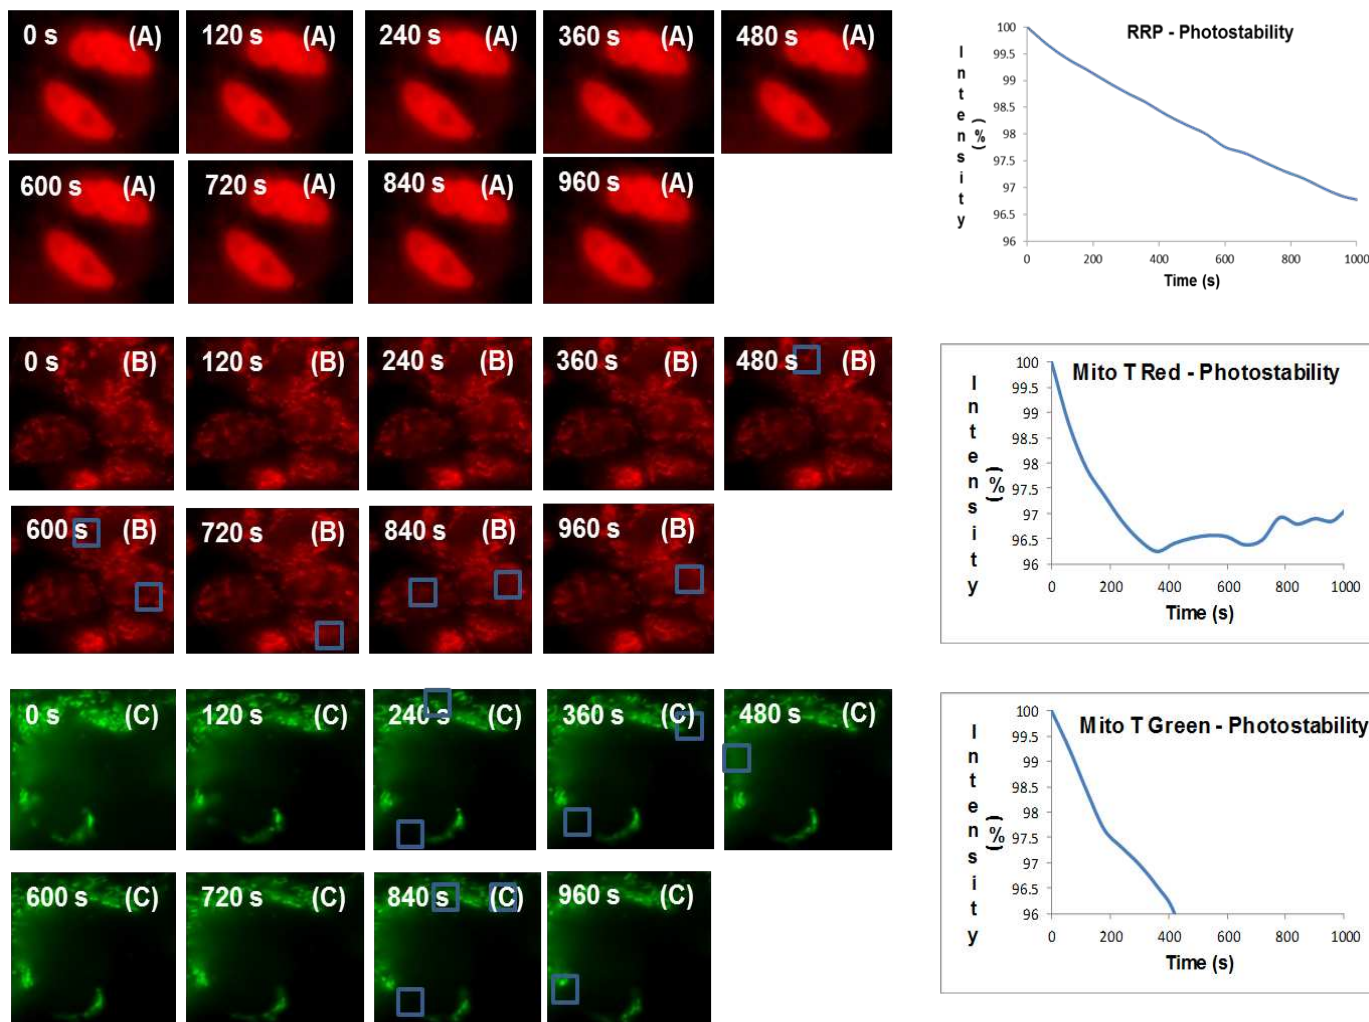 0 s (A)
120 s (A)
240 s (A)
360 s (A)
480 s (A)
600 s (A)
720 s (A)
840 s (A)
960 s (A)
RRP - Photostability
Intensity
(%)
100
99.5
99
98.5
98
97.5
97
96.5
96
0 200 400 600 800 1000
Time (s)
0 s (B)
120 s (B)
240 s (B)
360 s (B)
480 s (B)
600 s (B)
720 s (B)
840 s (B)
960 s (B)
Mito T Red - Photostability
Intensity
(%)
100
99.5
99
98.5
98
97.5
97
96.5
96
0 200 400 600 800 1000
Time (s)
0 s (C)
120 s (C)
240 s (C)
360 s (C)
480 s (C)
600 s (C)
720 s (C)
840 s (C)
960 s (C)
Mito T Green - Photostability
Intensity
(%)
100
99.5
99
98.5
98
97.5
97
96.5
96
0 200 400 600 800 1000
Time (s)